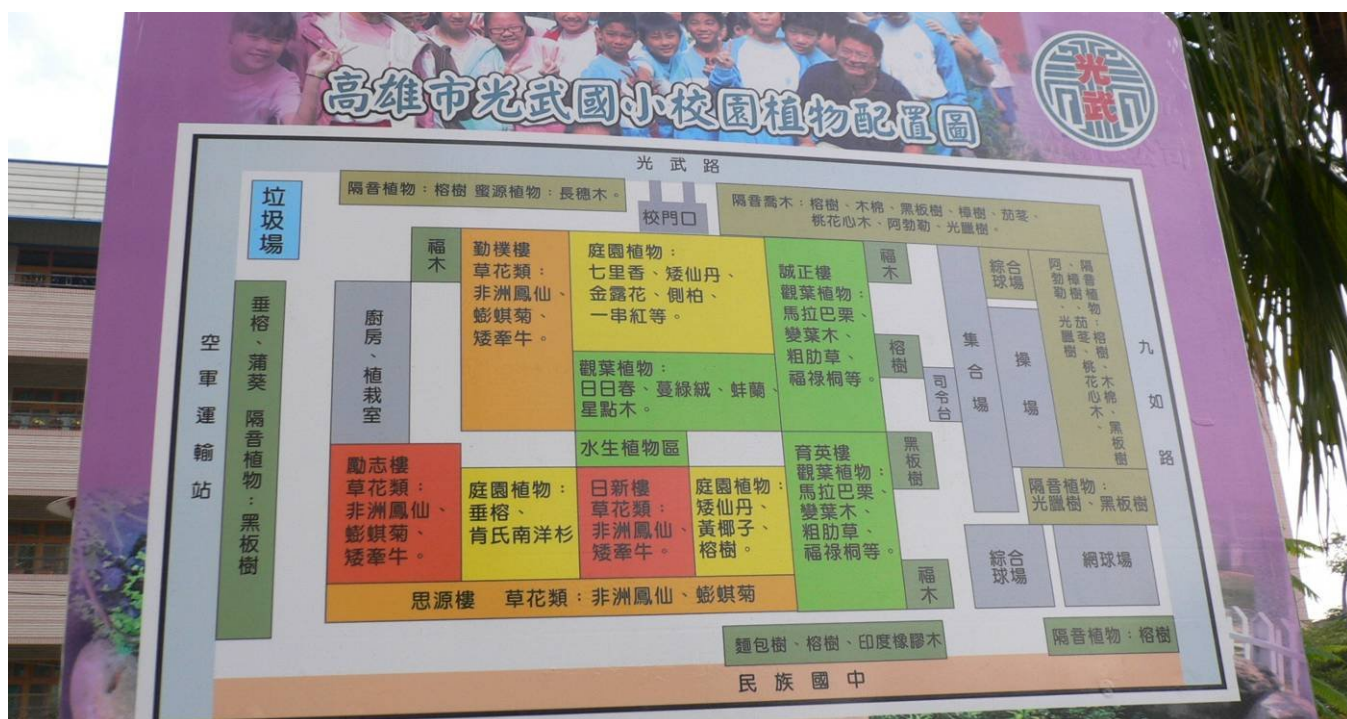 高雄市光武國小校園植物配置圖
光武
光武路
垃圾場
隔音植物：榕樹 蜜源植物：長穗木。
校門口
隔音喬木：榕樹、木棉、黑板樹、樟樹、茄苳、
桃花心木、阿勃勒、光臘樹。
福木
勤樸樓
草花類：
非洲鳳仙、
蟛蜞菊、
矮牽牛。
庭園植物：
七里香、矮仙丹、
金露花、側柏、
一串紅等。
誠正樓
觀葉植物：
馬拉巴栗、
變葉木、
粗肋草、
福祿桐等。
福木
榕樹
司令台
集合場
綜合
球場
操場
隔音植物：榕樹、木棉、黑板樹
、樟樹、茄苳、桃花心木、
阿勃勒、光臘樹
九如路
空軍運輸站
垂榕、蒲葵 隔音植物：黑板樹
廚房、植栽室
觀葉植物：
日日春、蔓綠絨、蚌蘭、
星點木。
水生植物區
勵志樓
草花類：
非洲鳳仙、
蟛蜞菊、
矮牽牛。
庭園植物：
垂榕、
肯氏南洋杉
日新樓
草花類：
非洲鳳仙、
矮牽牛。
庭園植物：
矮仙丹、
黃椰子、
榕樹。
育英樓
觀葉植物：
馬拉巴栗、
變葉木、
粗肋草、
福祿桐等。
黑板樹
福木
隔音植物：
光臘樹、黑板樹
綜合
球場
網球場
思源樓 草花類：非洲鳳仙、蟛蜞菊
麵包樹、榕樹、印度橡膠木
隔音植物：榕樹
民族國中